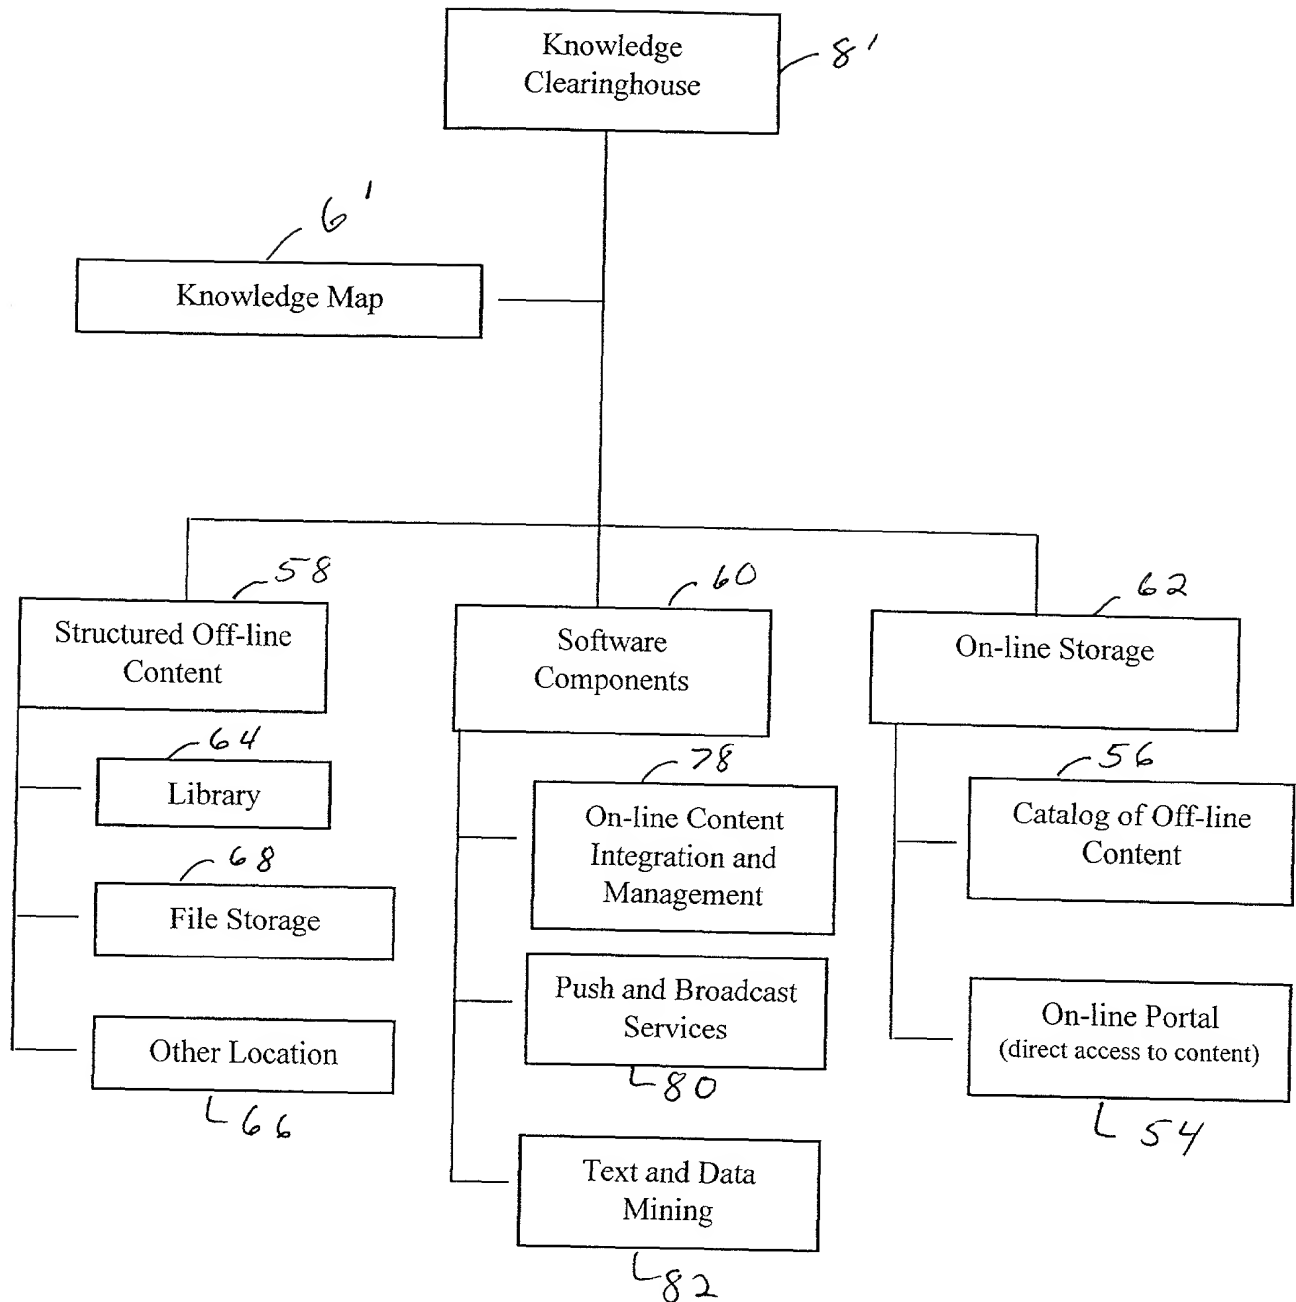 Knowledge
Clearinghouse
8'
6'
Knowledge Map
58
Structured Off-line
Content
64
Library
68
File Storage
Other Location
66
60
Software
Components
78
On-line Content
Integration and
Management
Push and Broadcast
Services
80
Text and Data
Mining
82
62
On-line Storage
56
Catalog of Off-line
Content
On-line Portal
(direct access to content)
54